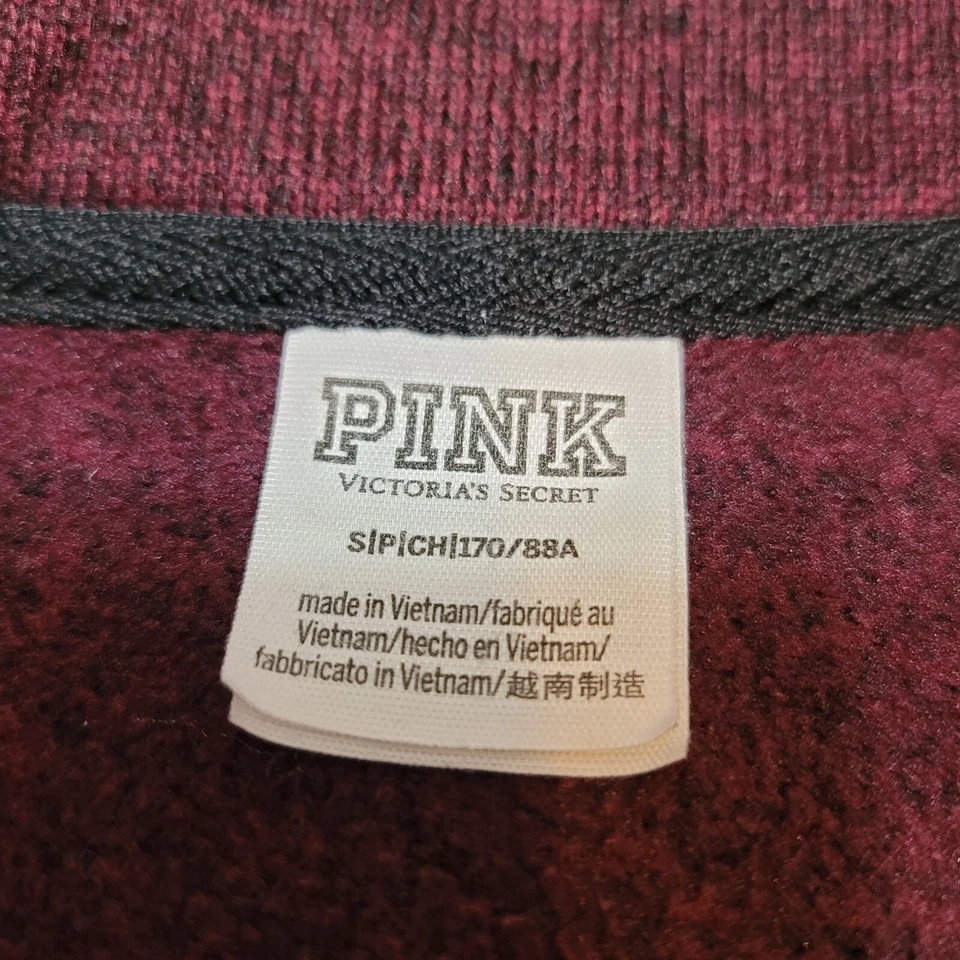 PINK
VICTORIA'S SECRET
S|P|CH|170/88A
made in Vietnam/fabriqué au
Vietnam/hecho en Vietnam/
fabbricato in Vietnam/越南制造